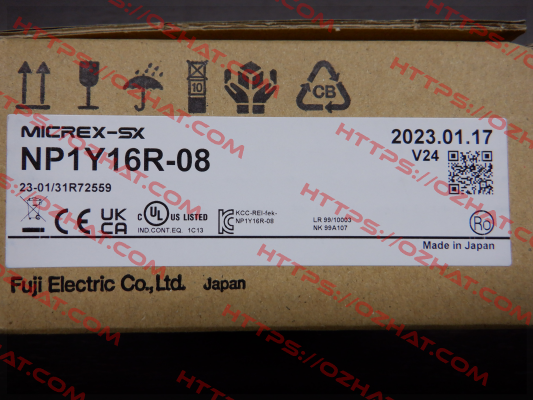 10
CB
MICREX-SX
NP1Y16R-08
23-01/31R72559
2023.01.17
V24
CE
UK
CA
C UL US LISTED
IND.CONT.EQ. 1C13
KCC-REI-fek-
NP1Y16R-08
LR 99/10003
NK 99A107
Ro
Made in Japan
Fuji Electric Co.,Ltd. Japan
HTTPS://OZHAT.COM